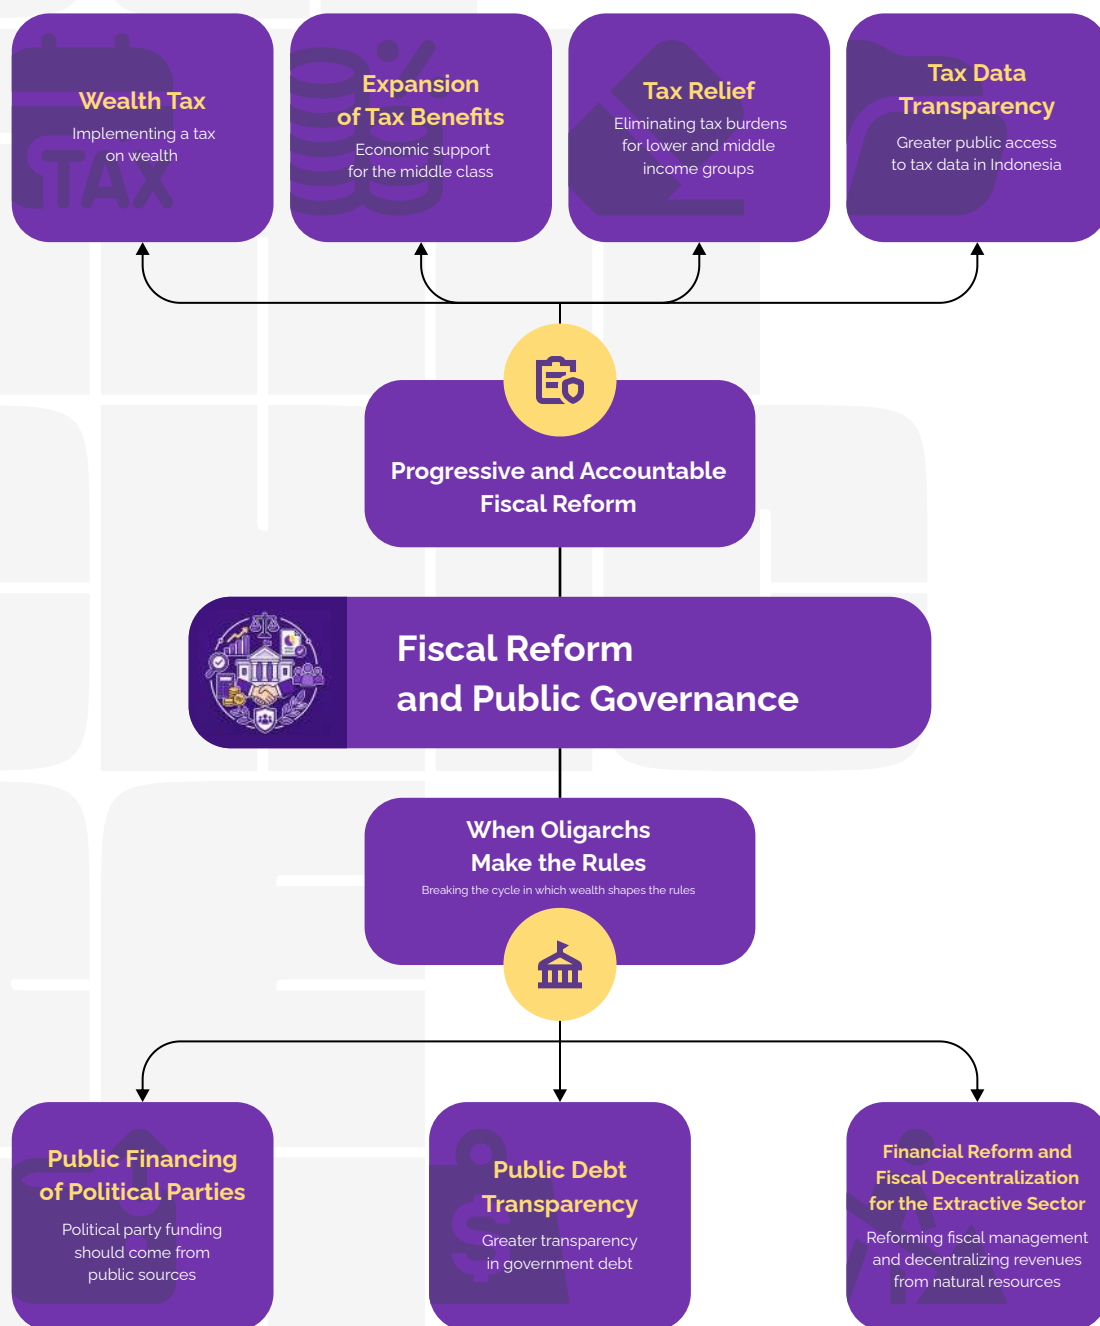 Wealth Tax
Implementing a tax
on wealth
TAX
Expansion
of Tax Benefits
Economic support
for the middle class
Tax Relief
Eliminating tax burdens
for lower and middle
income groups
Tax Data
Transparency
Greater public access
to tax data in Indonesia
Progressive and Accountable
Fiscal Reform
Fiscal Reform
and Public Governance
When Oligarchs
Make the Rules
Breaking the cycle in which wealth shapes the rules
Public Financing
of Political Parties
Political party funding
should come from
public sources
Public Debt
Transparency
Greater transparency
in government debt
$
Financial Reform and
Fiscal Decentralization
for the Extractive Sector
Reforming fiscal management
and decentralizing revenues
from natural resources